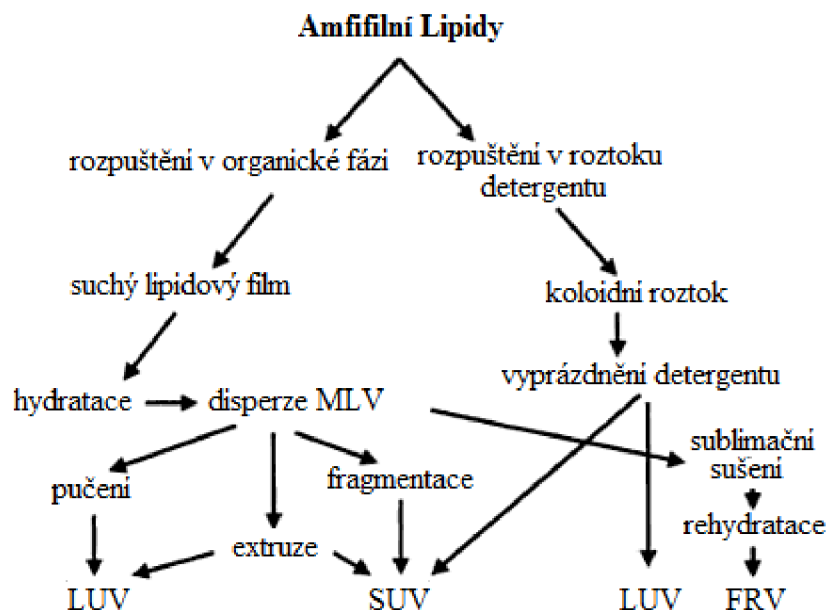 Amfifilní Lipidy
rozpuštění v organické fázi
rozpuštění v roztoku
detergentu
suchý lipidový film
koloidní roztok
vyprázdnění detergentu
hydratace
disperze MLV
sublimační
sušení
pučení
fragmentace
rehydratace
extruze
LUV
SUV
LUV
FRV